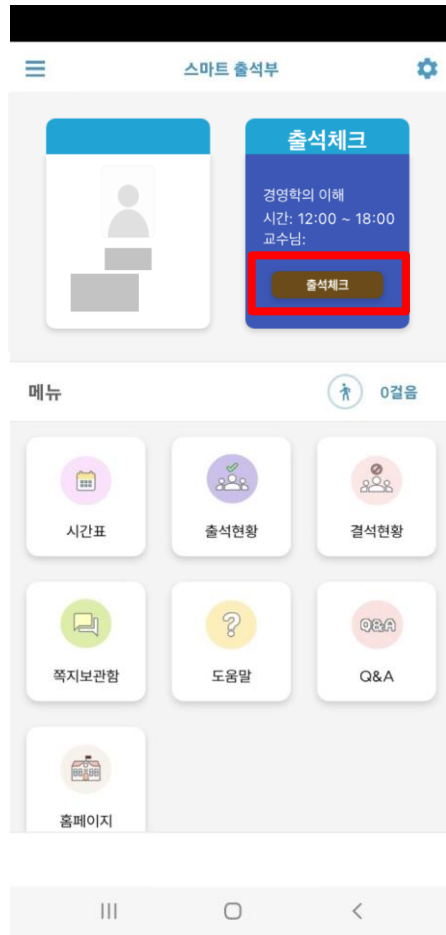 스마트 출석부
출석체크
경영학의 이해
시간: 12:00 ~ 18:00
교수님:
출석체크
메뉴
0걸음
시간표
출석현황
결석현황
쪽지보관함
도움말
Q&A
Q&A
홈페이지